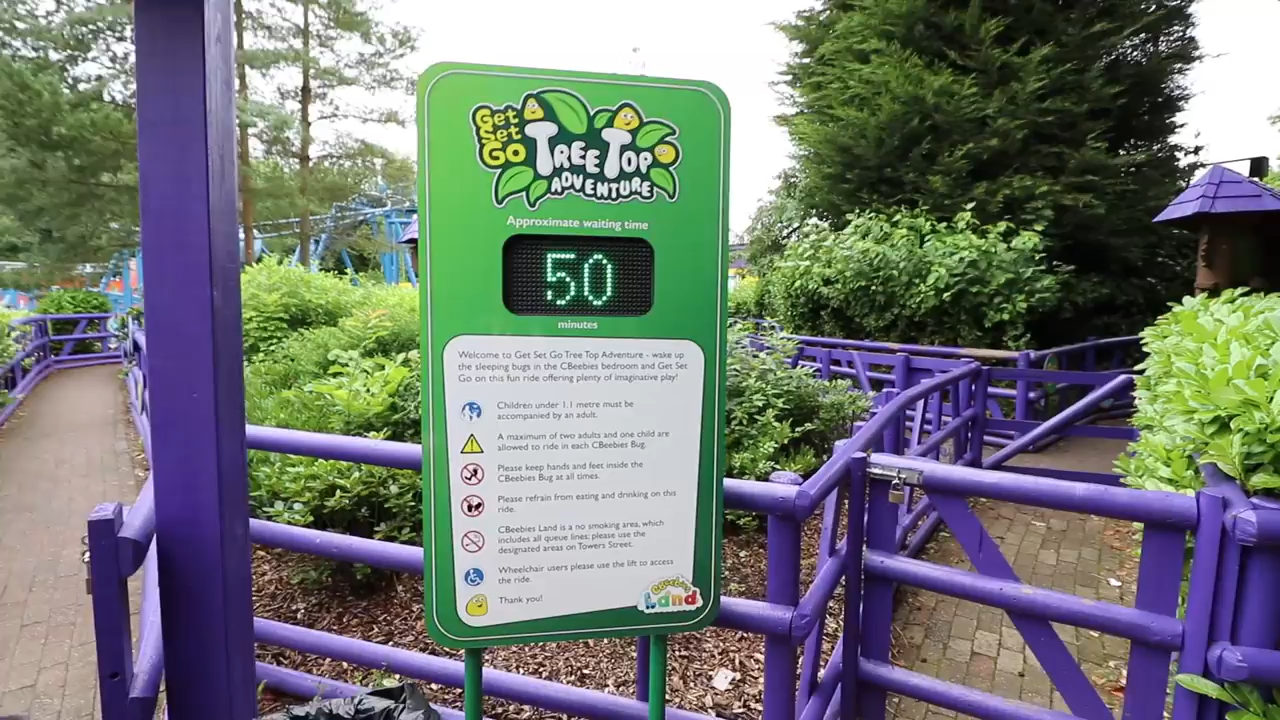 Get
Set
Go
TREE TOP
ADVENTURE
Approximate waiting time
50
minutes
Welcome to Get Set Go Tree Top Adventure - wake up
the sleeping bugs in the CBeebies bedroom and Get Set
Go on this fun ride offering plenty of imaginative play!
Children under 1.1 metre must be
accompanied by an adult.
A maximum of two adults and one child are
allowed to ride in each CBeebies Bug.
Please keep hands and feet inside the
CBeebies Bug at all times.
Please refrain from eating and drinking on this
ride.
CBeebies Land is a no smoking area, which
includes all queue lines; please use the
designated areas on Towers Street.
Wheelchair users please use the lift to access
the ride.
Thank you!
CBeebies
Land